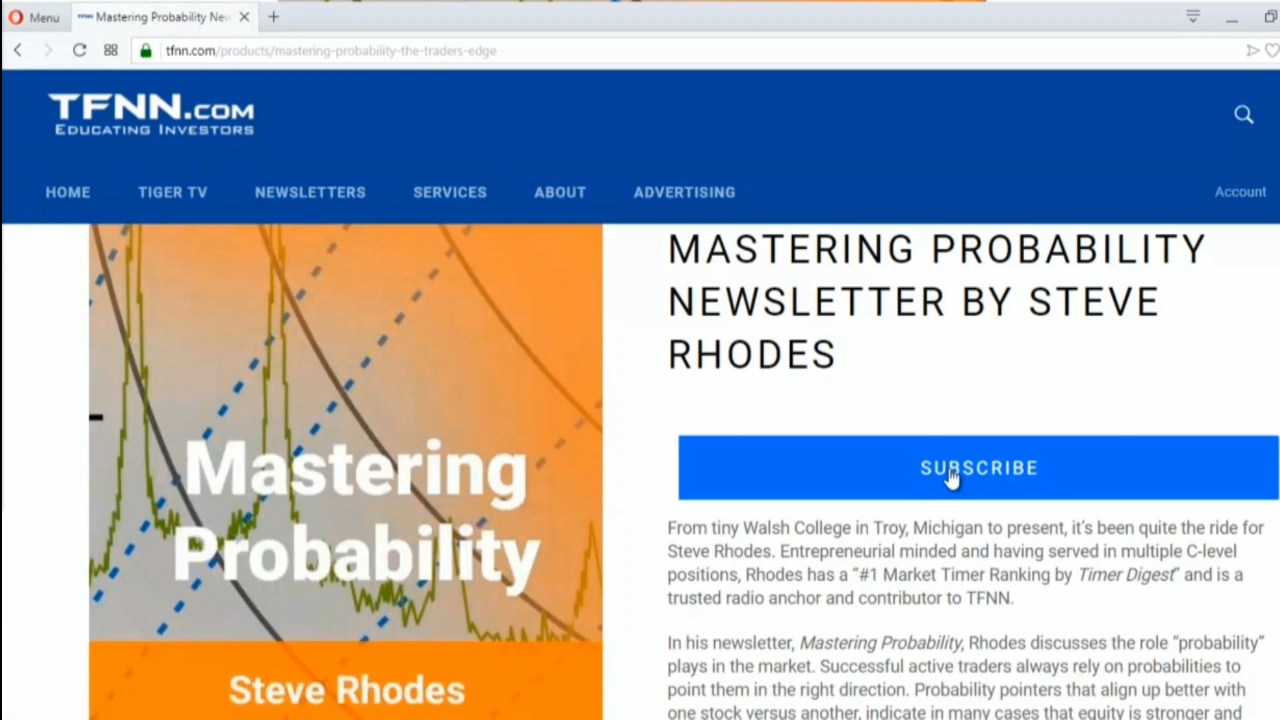 Menu
Mastering Probability New
tfnn.com/products/mastering-probability-the-traders-edge
TFNN.COM
EDUCATING INVESTORS
HOME TIGER TV NEWSLETTERS SERVICES ABOUT ADVERTISING
Account
MASTERING PROBABILITY
NEWSLETTER BY STEVE
RHODES
Mastering
Probability
Steve Rhodes
SUBSCRIBE
From tiny Walsh College in Troy, Michigan to present, it's been quite the ride for
Steve Rhodes. Entrepreneurial minded and having served in multiple C-level
positions, Rhodes has a "#1 Market Timer Ranking by Timer Digest" and is a
trusted radio anchor and contributor to TFNN.
In his newsletter, Mastering Probability, Rhodes discusses the role "probability"
plays in the market. Successful active traders always rely on probabilities to
point them in the right direction. Probability pointers that align up better with
one stock versus another, indicate in many cases that equity is stronger and